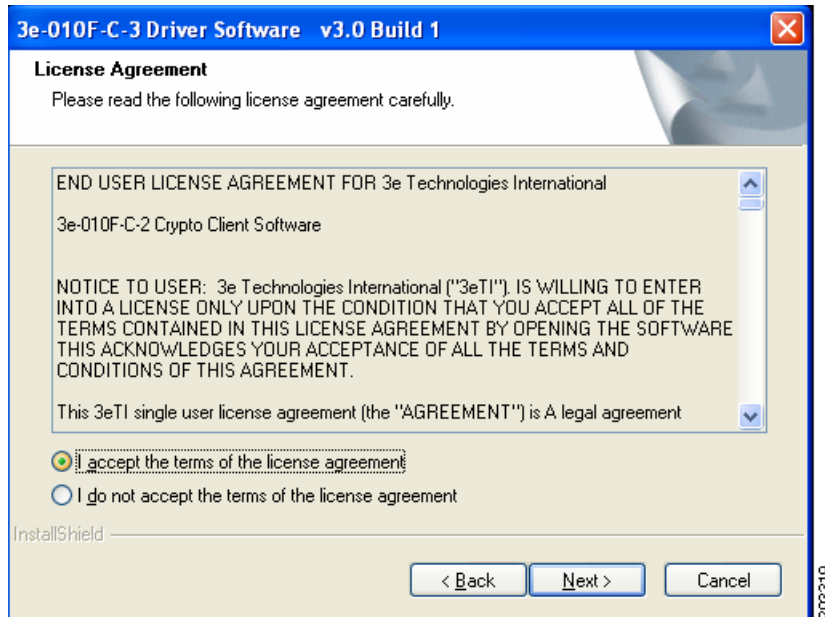 3e-010F-C-3 Driver Software v3.0 Build 1
License Agreement
Please read the following license agreement carefully.
END USER LICENSE AGREEMENT FOR 3e Technologies International
3e-010F-C-2 Crypto Client Software
NOTICE TO USER: 3e Technologies International ("3eTI"). IS WILLING TO ENTER
INTO A LICENSE ONLY UPON THE CONDITION THAT YOU ACCEPT ALL OF THE
TERMS CONTAINED IN THIS LICENSE AGREEMENT BY OPENING THE SOFTWARE
THIS ACKNOWLEDGES YOUR ACCEPTANCE OF ALL THE TERMS AND
CONDITIONS OF THIS AGREEMENT.
This 3eTI single user license agreement (the "AGREEMENT") is A legal agreement
I accept the terms of the license agreement
I do not accept the terms of the license agreement
InstallShield
< Back
Next >
Cancel